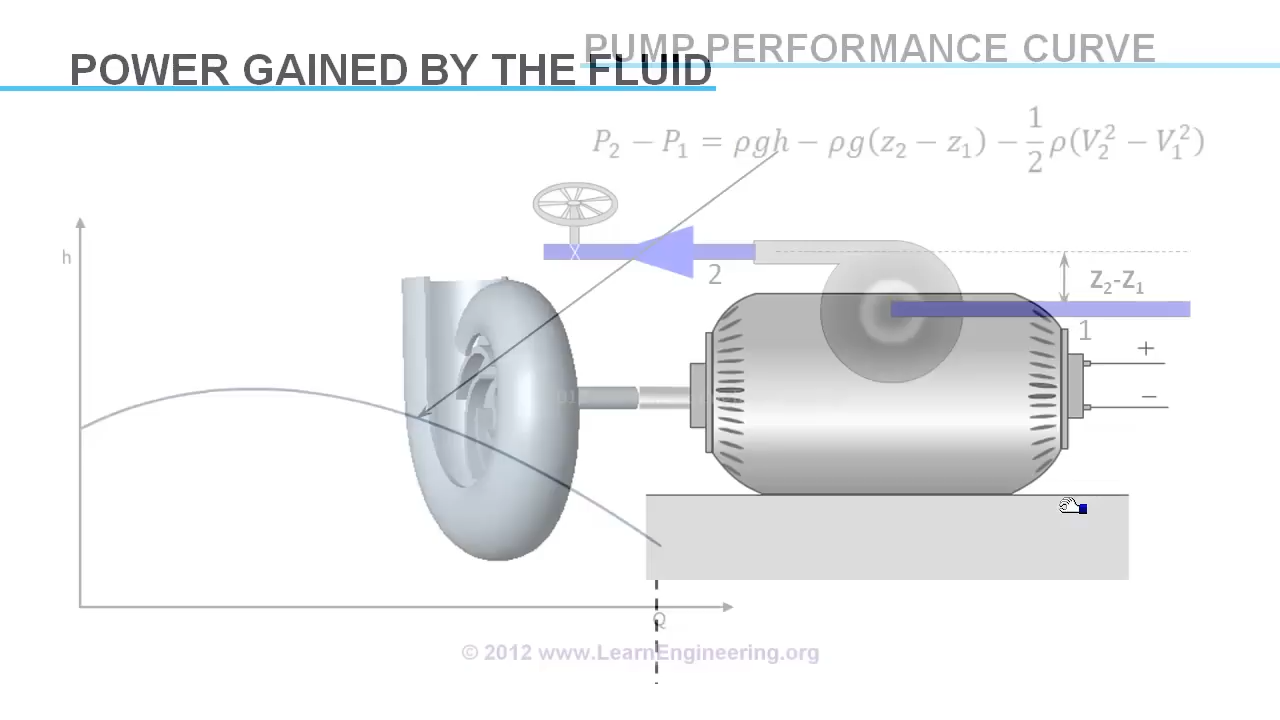 PUMP PERFORMANCE CURVE
POWER GAINED BY THE FLUID
P₂ − P₁ = ρgh − ρg(z₂ − z₁) − ½ρ(V₂² − V₁²)
h
2
Z₂-Z₁
1
+
−
Q
© 2012 www.LearnEngineering.org